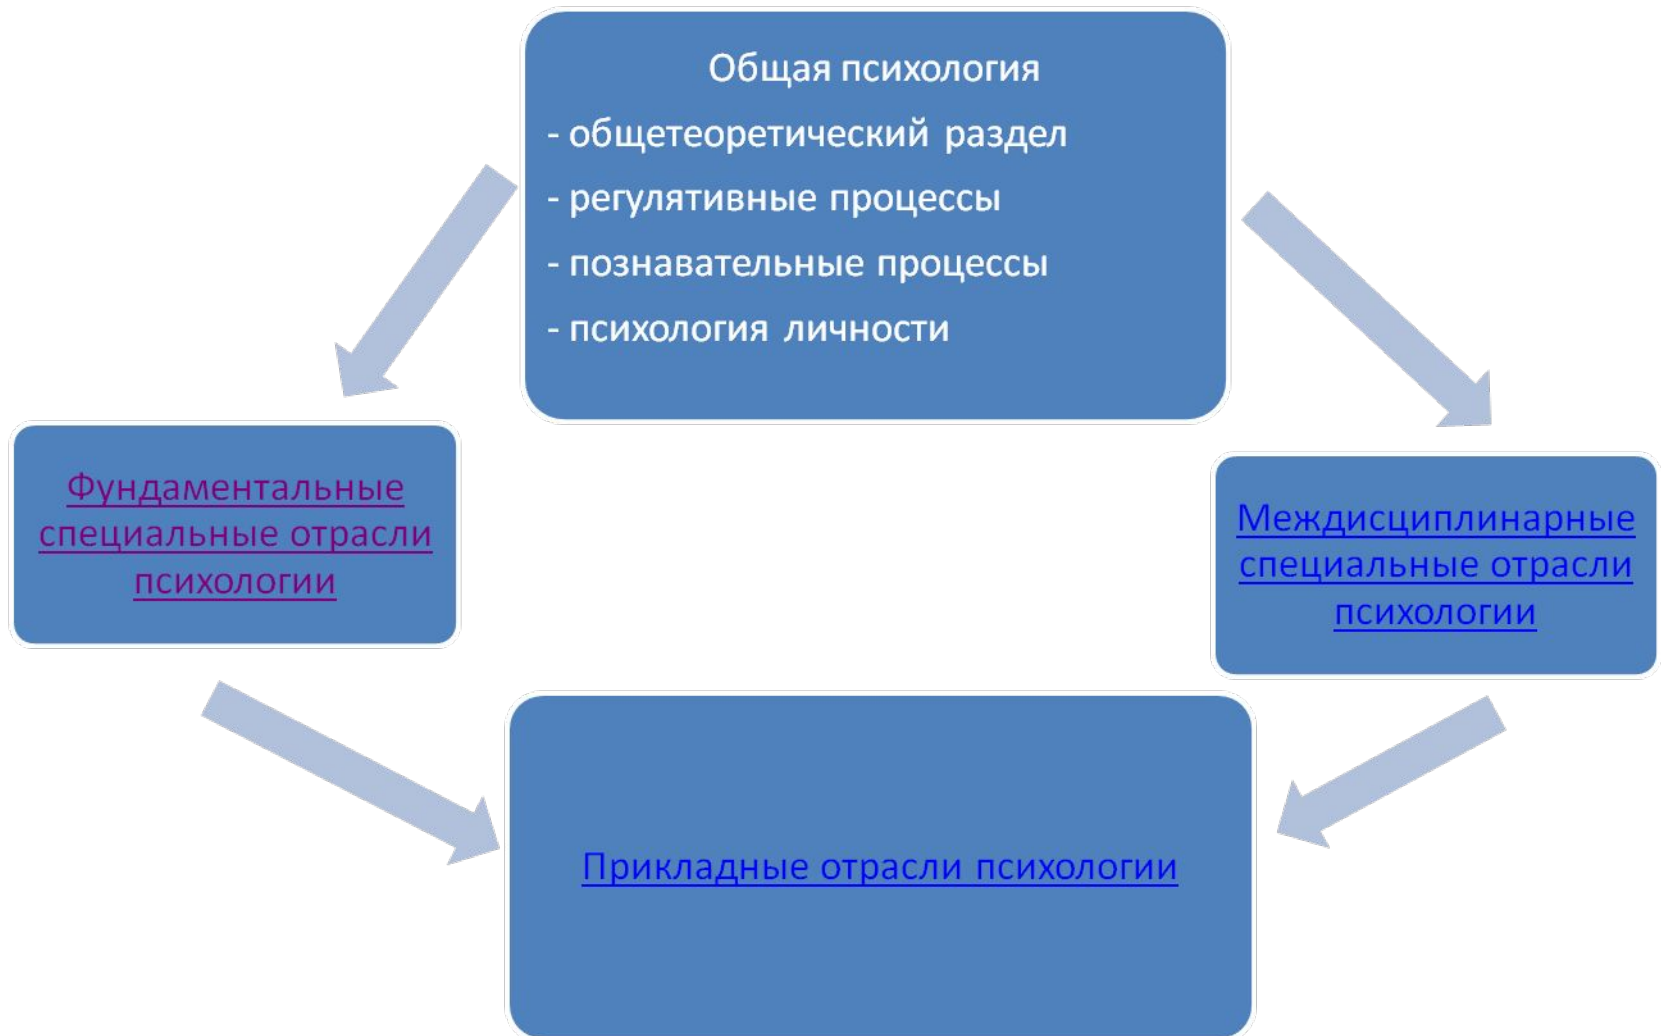 Общая психология
- общетеоретический раздел
- регулятивные процессы
- познавательные процессы
- психология личности
Фундаментальные
специальные отрасли
психологии
Междисциплинарные
специальные отрасли
психологии
Прикладные отрасли психологии